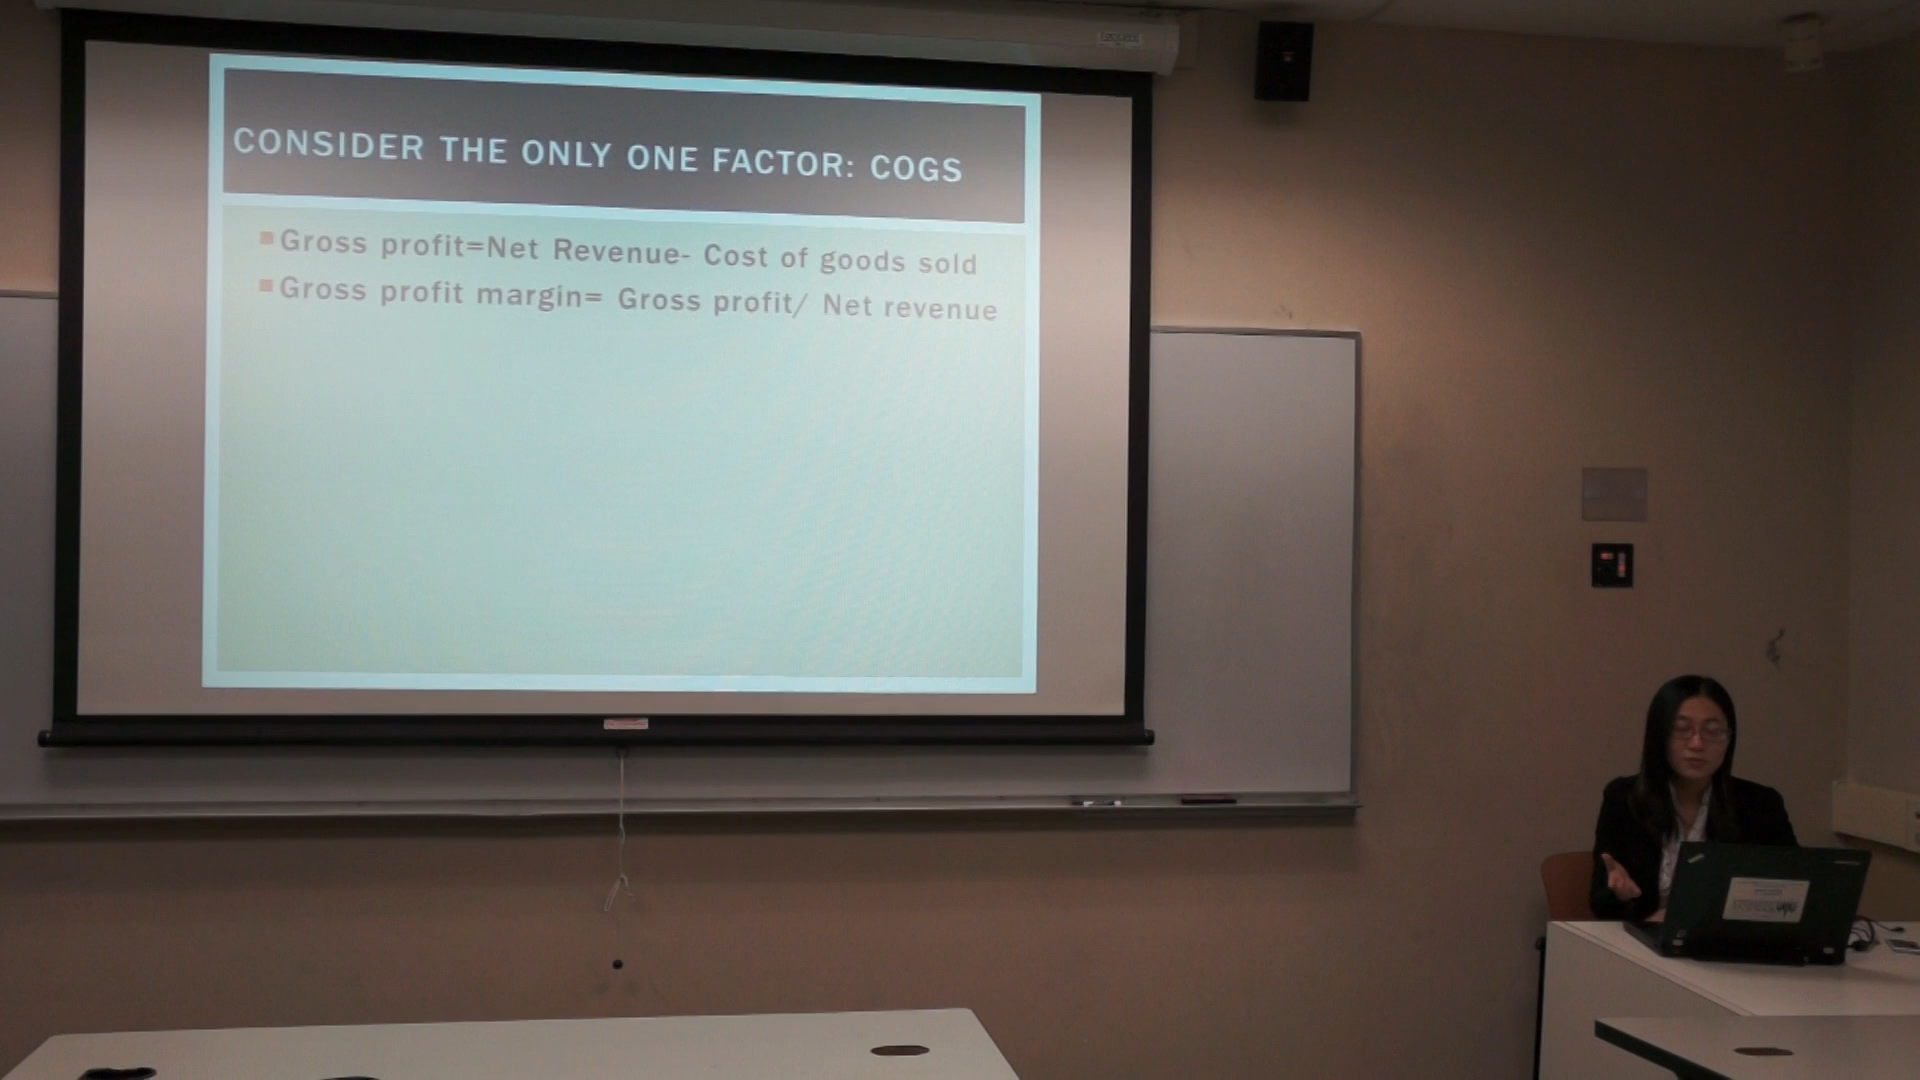 CONSIDER THE ONLY ONE FACTOR: COGS
Gross profit=Net Revenue- Cost of goods sold
Gross profit margin= Gross profit/ Net revenue